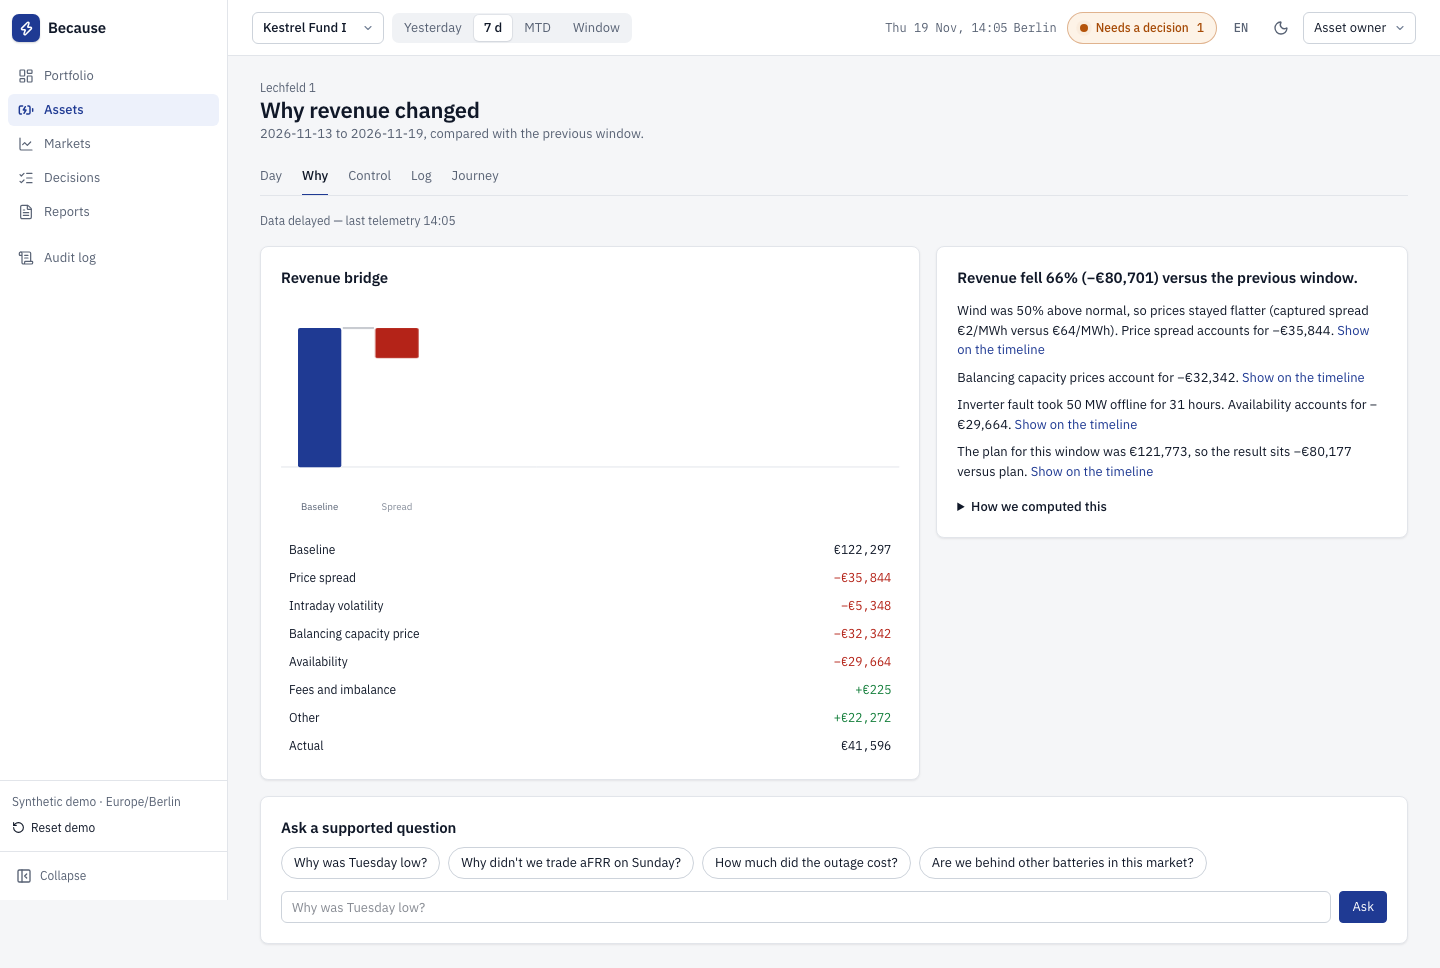 Because
Portfolio
Assets
Markets
Decisions
Reports
Audit log
Synthetic demo · Europe/Berlin
Reset demo
Collapse
Kestrel Fund I
Yesterday
7 d
MTD
Window
Thu 19 Nov, 14:05 Berlin
Needs a decision 1
EN
Asset owner
Lechfeld 1
Why revenue changed
2026-11-13 to 2026-11-19, compared with the previous window.
Day
Why
Control
Log
Journey
Data delayed — last telemetry 14:05
Revenue bridge
Baseline
Spread
Baseline €122,297
Price spread −€35,844
Intraday volatility −€5,348
Balancing capacity price −€32,342
Availability −€29,664
Fees and imbalance +€225
Other +€22,272
Actual €41,596
Revenue fell 66% (−€80,701) versus the previous window.
Wind was 50% above normal, so prices stayed flatter (captured spread
€2/MWh versus €64/MWh). Price spread accounts for −€35,844. Show
on the timeline
Balancing capacity prices account for −€32,342. Show on the timeline
Inverter fault took 50 MW offline for 31 hours. Availability accounts for −
€29,664. Show on the timeline
The plan for this window was €121,773, so the result sits −€80,177
versus plan. Show on the timeline
How we computed this
Ask a supported question
Why was Tuesday low?
Why didn't we trade aFRR on Sunday?
How much did the outage cost?
Are we behind other batteries in this market?
Why was Tuesday low?
Ask